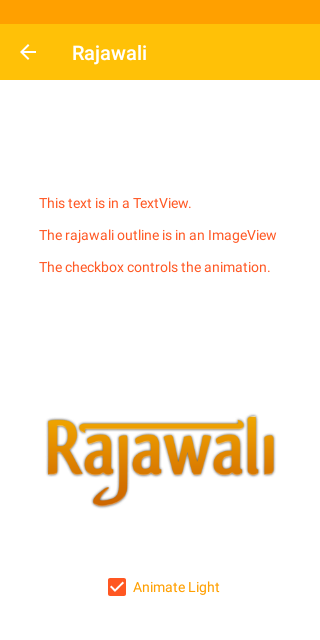 Rajawali
This text is in a TextView.
The rajawali outline is in an ImageView
The checkbox controls the animation.
Rajawali
Animate Light